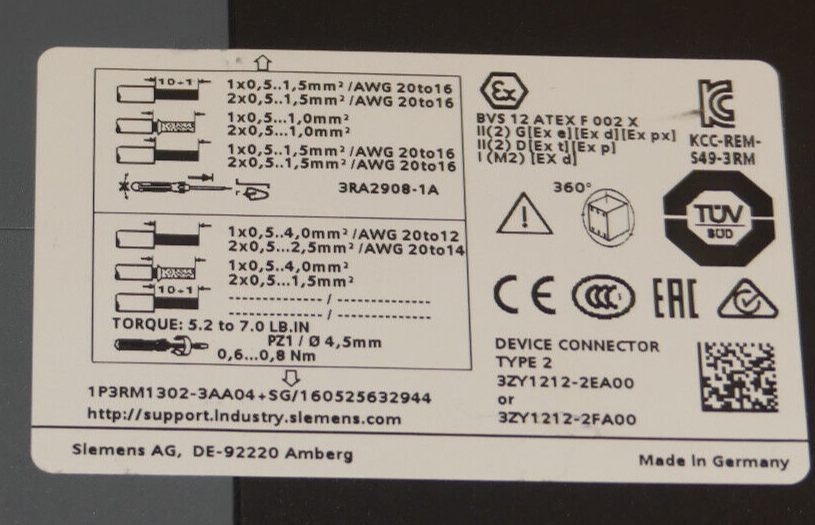 10+1
1x0,5..1,5mm² /AWG 20to16
2x0,5..1,5mm² /AWG 20to16
1x0,5...1,0mm²
2x0,5...1,0mm²
1x0,5..1,5mm² /AWG 20to16
2x0,5..1,5mm² /AWG 20to16
3RA2908-1A
1x0,5..4,0mm² /AWG 20to12
2x0,5...2,5mm² /AWG 20to14
1x0,5..4,0mm²
2x0,5...1,5mm²
10+1
-------------------- / --------------
-------------------- / --------------
TORQUE: 5.2 to 7.0 LB.IN
PZ1 / Ø 4,5mm
0,6...0,8 Nm
1P3RM1302-3AA04+SG/160525632944
http://support.Industry.siemens.com
Ex
BVS 12 ATEX F 002 X
II(2) G[Ex e][Ex d][Ex px]
II(2) D[Ex t][Ex p]
I (M2) [EX d]
KCC-REM-
S49-3RM
360°
TÜV
SÜD
CE CCC EAC
DEVICE CONNECTOR
TYPE 2
3ZY1212-2EA00
or
3ZY1212-2FA00
Siemens AG, DE-92220 Amberg
Made In Germany